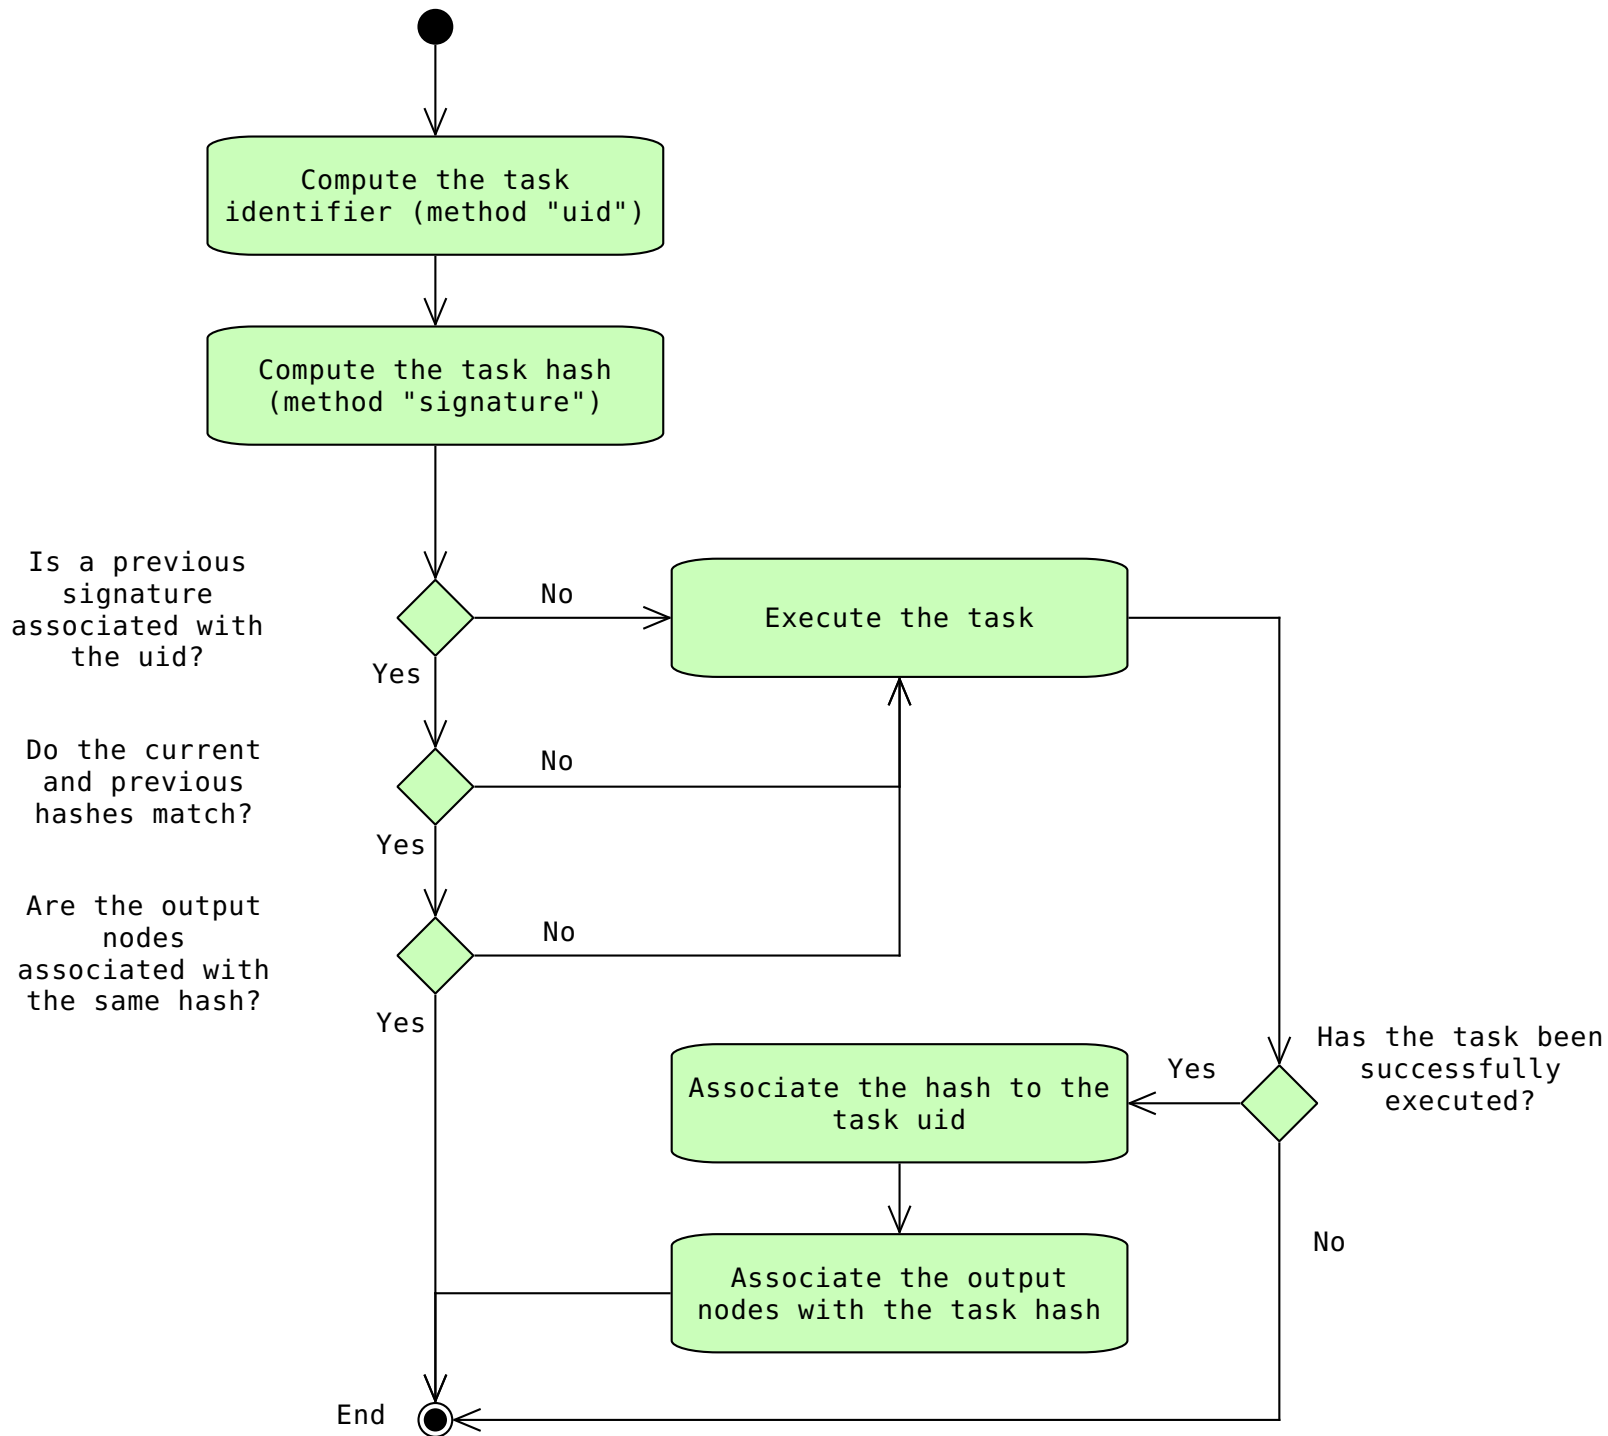 Compute the task
identifier (method "uid")
Compute the task hash
(method "signature")
Is a previous
signature
associated with
the uid?
No
Execute the task
Yes
Do the current
and previous
hashes match?
No
Yes
Are the output
nodes
associated with
the same hash?
No
Yes
Has the task been
successfully
executed?
Yes
Associate the hash to the
task uid
No
Associate the output
nodes with the task hash
End